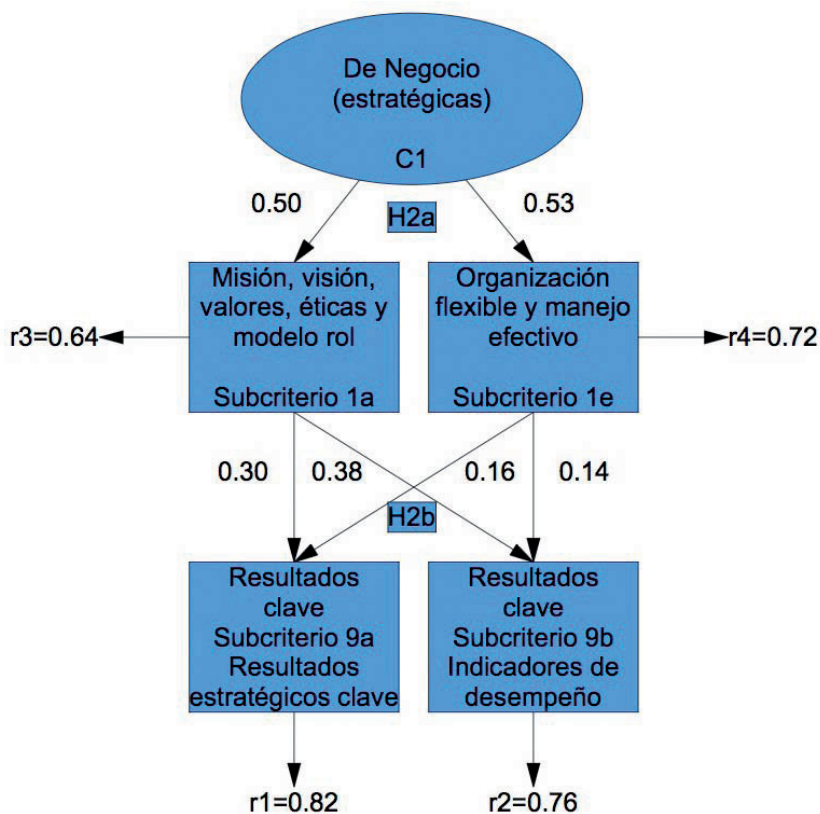 De Negocio
(estratégicas)
C1
0.50
0.53
H2a
Misión, visión,
valores, éticas y
modelo rol
Subcriterio 1a
Organización
flexible y manejo
efectivo
Subcriterio 1e
r3=0.64
r4=0.72
0.30
0.38
0.16
0.14
H2b
Resultados
clave
Subcriterio 9a
Resultados
estratégicos clave
Resultados
clave
Subcriterio 9b
Indicadores de
desempeño
r1=0.82
r2=0.76